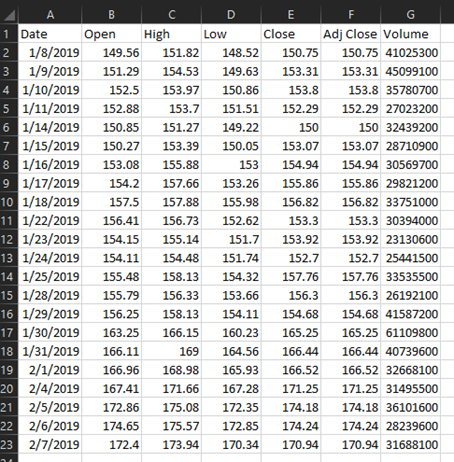 A B C D E F G
1 Date Open High Low Close Adj Close Volume
2 1/8/2019 149.56 151.82 148.52 150.75 150.75 41025300
3 1/9/2019 151.29 154.53 149.63 153.31 153.31 45099100
4 1/10/2019 152.5 153.97 150.86 153.8 153.8 35780700
5 1/11/2019 152.88 153.7 151.51 152.29 152.29 27023200
6 1/14/2019 150.85 151.27 149.22 150 150 32439200
7 1/15/2019 150.27 153.39 150.05 153.07 153.07 28710900
8 1/16/2019 153.08 155.88 153 154.94 154.94 30569700
9 1/17/2019 154.2 157.66 153.26 155.86 155.86 29821200
10 1/18/2019 157.5 157.88 155.98 156.82 156.82 33751000
11 1/22/2019 156.41 156.73 152.62 153.3 153.3 30394000
12 1/23/2019 154.15 155.14 151.7 153.92 153.92 23130600
13 1/24/2019 154.11 154.48 151.74 152.7 152.7 25441500
14 1/25/2019 155.48 158.13 154.32 157.76 157.76 33535500
15 1/28/2019 155.79 156.33 153.66 156.3 156.3 26192100
16 1/29/2019 156.25 158.13 154.11 154.68 154.68 41587200
17 1/30/2019 163.25 166.15 160.23 165.25 165.25 61109800
18 1/31/2019 166.11 169 164.56 166.44 166.44 40739600
19 2/1/2019 166.96 168.98 165.93 166.52 166.52 32668100
20 2/4/2019 167.41 171.66 167.28 171.25 171.25 31495500
21 2/5/2019 172.86 175.08 172.35 174.18 174.18 36101600
22 2/6/2019 174.65 175.57 172.85 174.24 174.24 28239600
23 2/7/2019 172.4 173.94 170.34 170.94 170.94 31688100